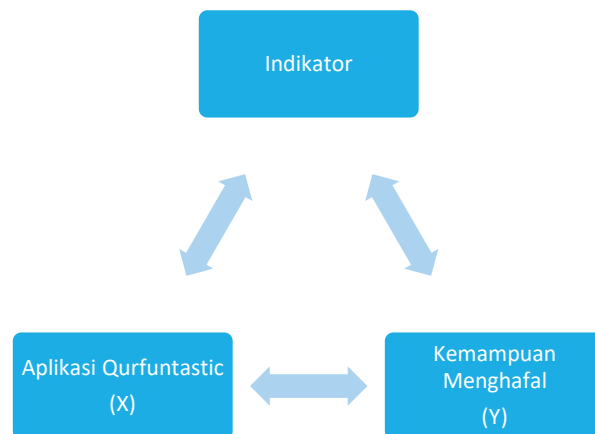 Indikator
Aplikasi Qurfuntastic
(X)
Kemampuan
Menghafal
(Y)